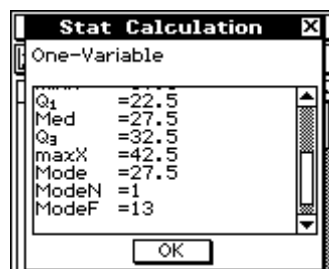 Stat Calculation
One-Variable
Q₁ =22.5
Med =27.5
Q₃ =32.5
maxX =42.5
Mode =27.5
ModeN =1
ModeF =13
OK